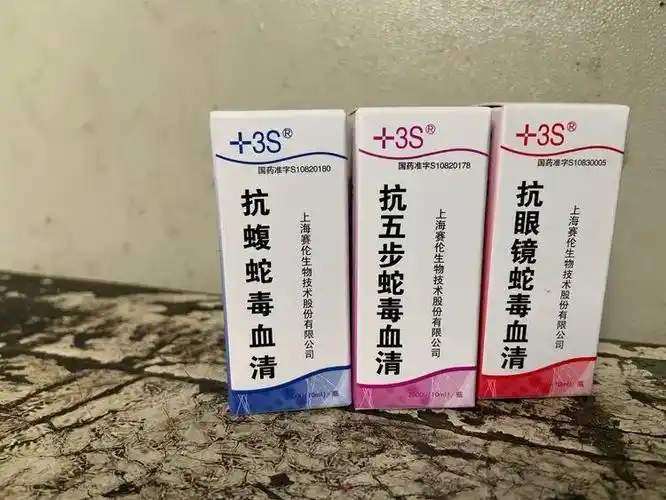 +3S®
国药准字S10820180
抗蝮蛇毒血清
上海赛伦生物技术股份有限公司
+3S®
国药准字S10820178
抗五步蛇毒血清
上海赛伦生物技术股份有限公司
2000U(10ml)/瓶
+3S®
国药准字S10830005
抗眼镜蛇毒血清
上海赛伦生物技术股份有限公司